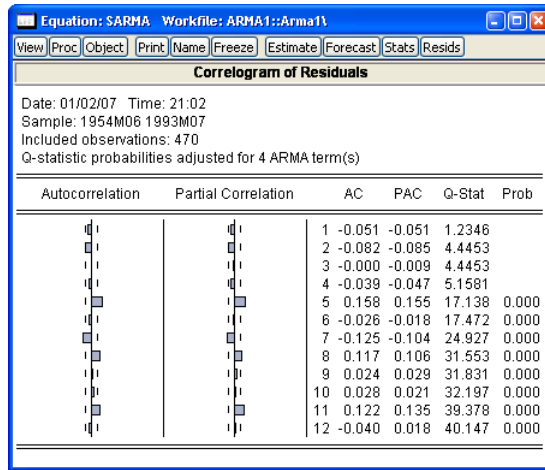 Equation: SARMA Workfile: ARMA1::Arma1\
View Proc Object Print Name Freeze Estimate Forecast Stats Resids
Correlogram of Residuals
Date: 01/02/07 Time: 21:02
Sample: 1954M06 1993M07
Included observations: 470
Q-statistic probabilities adjusted for 4 ARMA term(s)
Autocorrelation Partial Correlation AC PAC Q-Stat Prob
1 -0.051 -0.051 1.2346
2 -0.082 -0.085 4.4453
3 -0.000 -0.009 4.4453
4 -0.039 -0.047 5.1581
5 0.158 0.155 17.138 0.000
6 -0.026 -0.018 17.472 0.000
7 -0.125 -0.104 24.927 0.000
8 0.117 0.106 31.553 0.000
9 0.024 0.029 31.831 0.000
10 0.028 0.021 32.197 0.000
11 0.122 0.135 39.378 0.000
12 -0.040 0.018 40.147 0.000